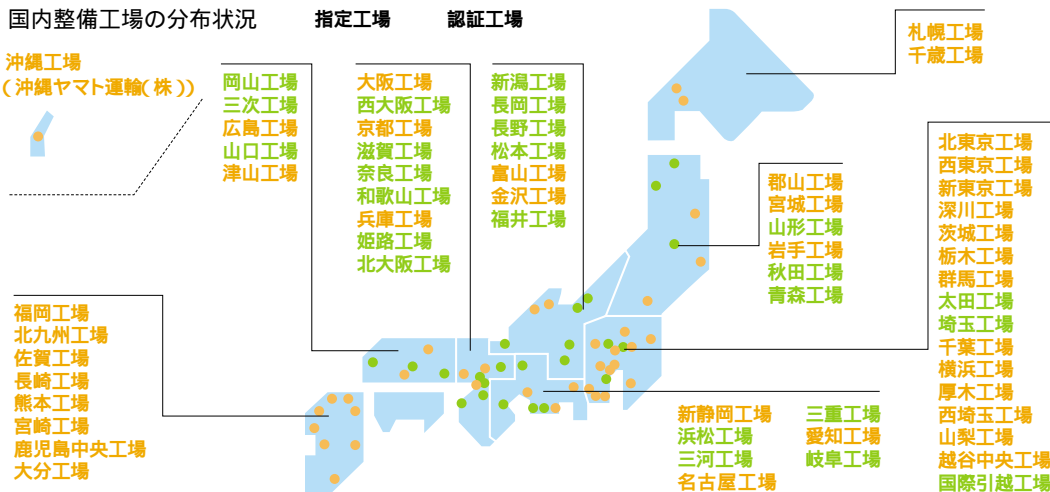 国内整備工場の分布状況
指定工場
認証工場
沖縄工場
(沖縄ヤマト運輸(株))
岡山工場
三次工場
広島工場
山口工場
津山工場
大阪工場
西大阪工場
京都工場
滋賀工場
奈良工場
和歌山工場
兵庫工場
姫路工場
北大阪工場
新潟工場
長岡工場
長野工場
松本工場
富山工場
金沢工場
福井工場
札幌工場
千歳工場
郡山工場
宮城工場
山形工場
岩手工場
秋田工場
青森工場
北東京工場
西東京工場
新東京工場
深川工場
茨城工場
栃木工場
群馬工場
太田工場
埼玉工場
千葉工場
横浜工場
厚木工場
西埼玉工場
山梨工場
越谷中央工場
国際引越工場
福岡工場
北九州工場
佐賀工場
長崎工場
熊本工場
宮崎工場
鹿児島中央工場
大分工場
新静岡工場
浜松工場
三河工場
名古屋工場
三重工場
愛知工場
岐阜工場